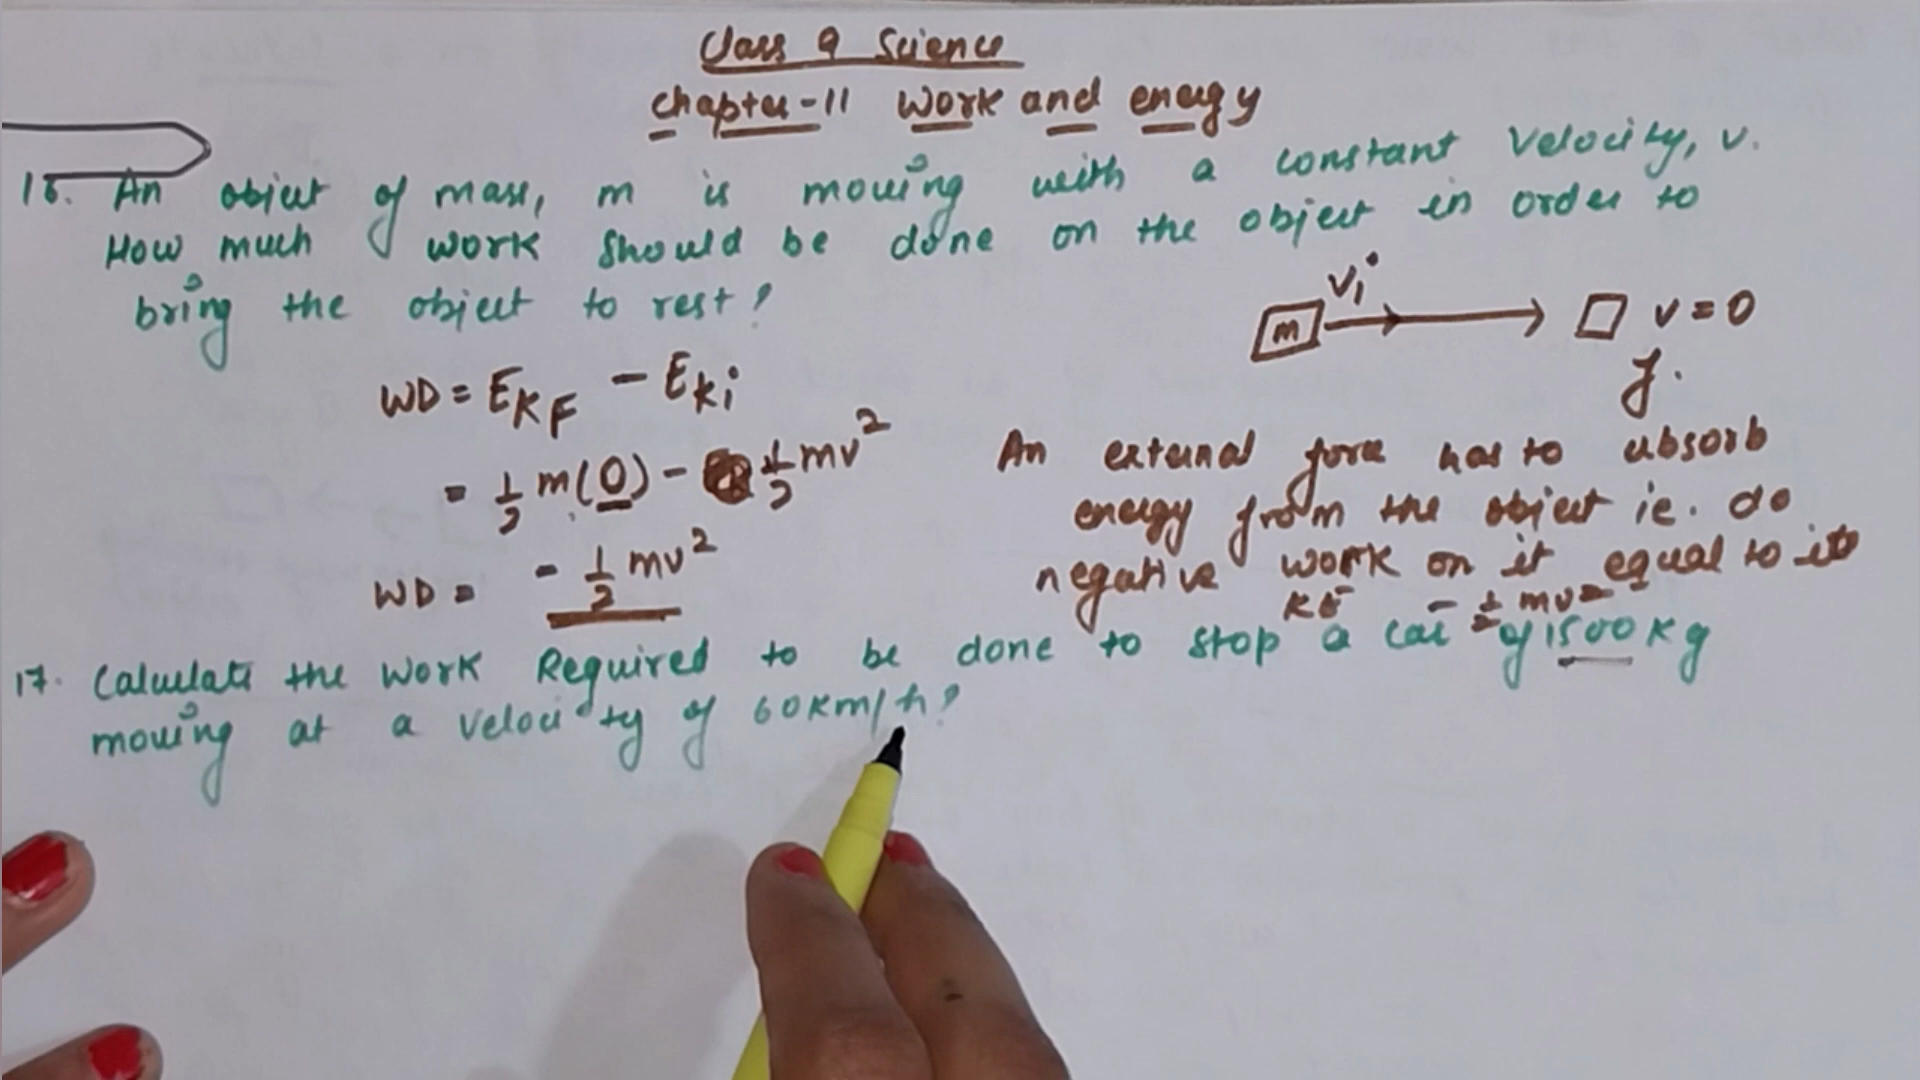 Class 9 Science
Chapter-11 Work and energy
16. An object of mass, m is moving with a constant velocity, v.
How much work should be done on the object in order to
bring the object to rest?
m vi v = 0
f.
WD = EKF - EKi
= 1/2 m(0) - 1/2 mv²
WD = - 1/2 mv²
An external force has to absorb
energy from the object ie. do
negative work on it equal to its
KE - 1/2 mv²
17. Calculate the work Required to be done to stop a car of 1500 Kg
moving at a velocity of 60 Km/h?